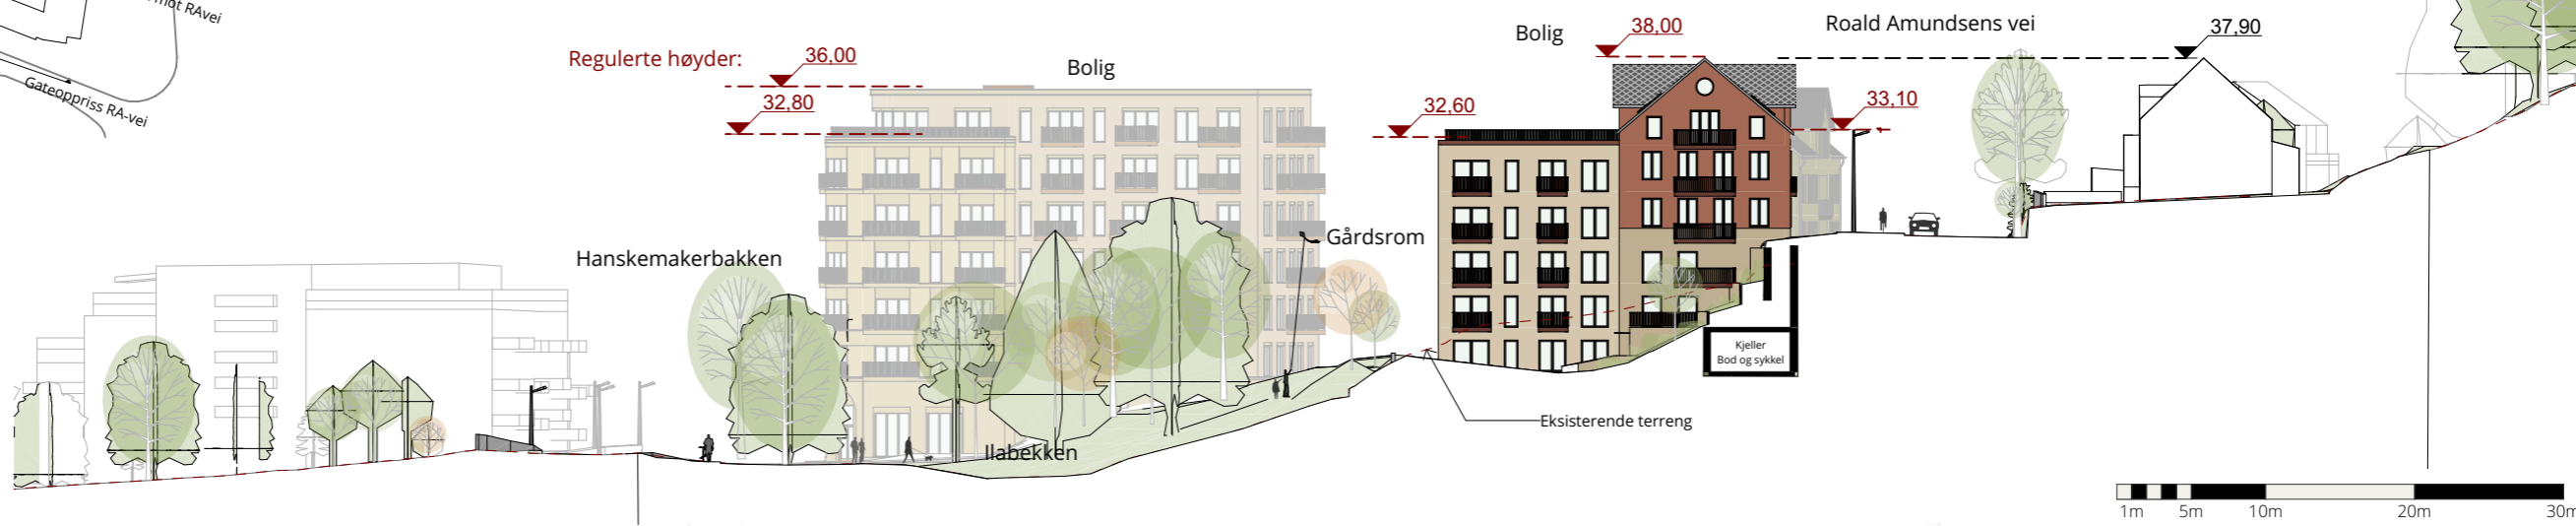 mot RAvei
Gateoppriss RA-vei
Regulerte høyder:
36,00
32,80
Bolig
Hanskemakerbakken
Ilabekken
Gårdsrom
32,60
Bolig
38,00
33,10
Roald Amundsens vei
37,90
Kjeller
Bod og sykkel
Eksisterende terreng
1m 5m 10m 20m 30m